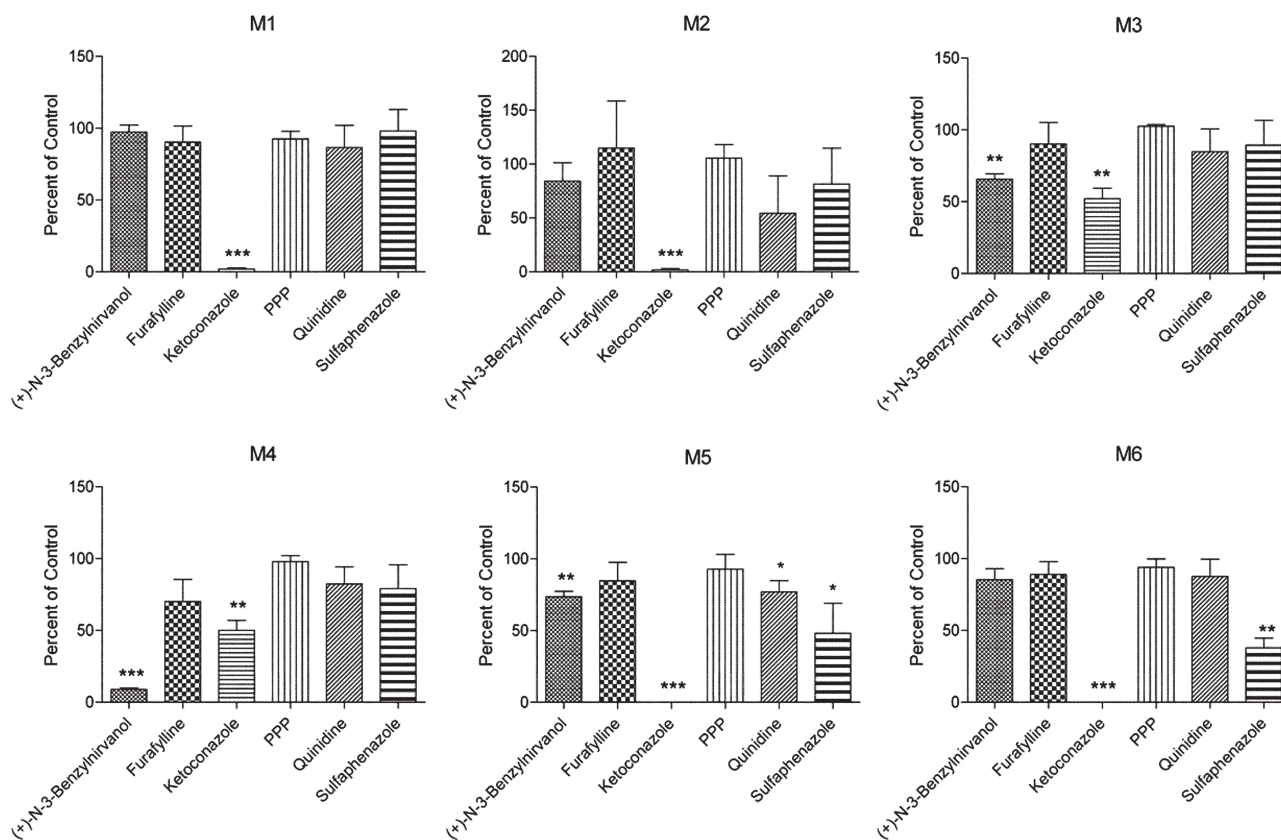 M1
Percent of Control
150
100
50
0
***
(+)-N-3-Benzylnirvanol
Furafylline
Ketoconazole
PPP
Quinidine
Sulfaphenazole
M2
Percent of Control
200
150
100
50
0
***
(+)-N-3-Benzylnirvanol
Furafylline
Ketoconazole
PPP
Quinidine
Sulfaphenazole
M3
Percent of Control
150
100
50
0
**
**
(+)-N-3-Benzylnirvanol
Furafylline
Ketoconazole
PPP
Quinidine
Sulfaphenazole
M4
Percent of Control
150
100
50
0
***
**
(+)-N-3-Benzylnirvanol
Furafylline
Ketoconazole
PPP
Quinidine
Sulfaphenazole
M5
Percent of Control
150
100
50
0
**
***
*
*
(+)-N-3-Benzylnirvanol
Furafylline
Ketoconazole
PPP
Quinidine
Sulfaphenazole
M6
Percent of Control
150
100
50
0
***
**
(+)-N-3-Benzylnirvanol
Furafylline
Ketoconazole
PPP
Quinidine
Sulfaphenazole